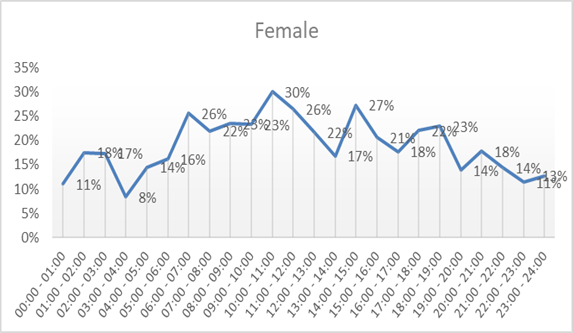 Female
35%
30%
25%
20%
15%
10%
5%
0%
11%
18%
17%
8%
14%
16%
26%
22%
23%
23%
30%
26%
22%
17%
27%
21%
18%
22%
23%
14%
18%
14%
11%
13%
00:00 - 01:00
01:00 - 02:00
02:00 - 03:00
03:00 - 04:00
04:00 - 05:00
05:00 - 06:00
06:00 - 07:00
07:00 - 08:00
08:00 - 09:00
09:00 - 10:00
10:00 - 11:00
11:00 - 12:00
12:00 - 13:00
13:00 - 14:00
14:00 - 15:00
15:00 - 16:00
16:00 - 17:00
17:00 - 18:00
18:00 - 19:00
19:00 - 20:00
20:00 - 21:00
21:00 - 22:00
22:00 - 23:00
23:00 - 24:00